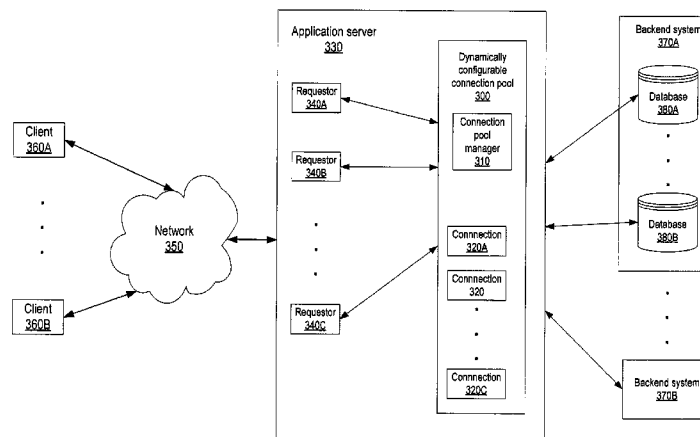 Application server
330
Dynamically
configurable
connection pool
300
Connection
pool
manager
310
Requestor
340A
Requestor
340B
Requestor
340C
Connnection
320A
Connnection
320
Connnection
320C
Client
360A
Client
360B
Network
350
Backend system
370A
Database
380A
Database
380B
Backend system
370B